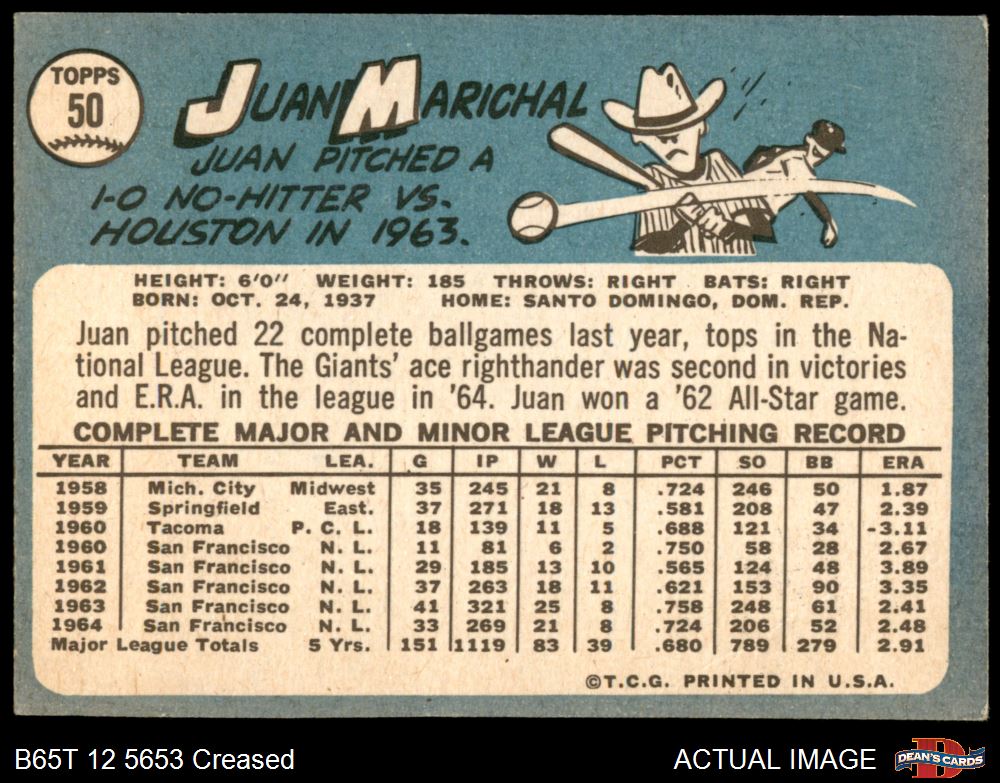 TOPPS
50
JUAN MARICHAL
JUAN PITCHED A
1-0 NO-HITTER VS.
HOUSTON IN 1963.
HEIGHT: 6'0" WEIGHT: 185 THROWS: RIGHT BATS: RIGHT
BORN: OCT. 24, 1937 HOME: SANTO DOMINGO, DOM. REP.
Juan pitched 22 complete ballgames last year, tops in the Na-
tional League. The Giants' ace righthander was second in victories
and E.R.A. in the league in '64. Juan won a '62 All-Star game.
COMPLETE MAJOR AND MINOR LEAGUE PITCHING RECORD
YEAR TEAM LEA. G IP W L PCT SO BB ERA
1958 Mich. City Midwest 35 245 21 8 .724 246 50 1.87
1959 Springfield East. 37 271 18 13 .581 208 47 2.39
1960 Tacoma P. C. L. 18 139 11 5 .688 121 34 -3.11
1960 San Francisco N. L. 11 81 6 2 .750 58 28 2.67
1961 San Francisco N. L. 29 185 13 10 .565 124 48 3.89
1962 San Francisco N. L. 37 263 18 11 .621 153 90 3.35
1963 San Francisco N. L. 41 321 25 8 .758 248 61 2.41
1964 San Francisco N. L. 33 269 21 8 .724 206 52 2.48
Major League Totals 5 Yrs. 151 1119 83 39 .680 789 279 2.91
©T.C.G. PRINTED IN U.S.A.
B65T 12 5653 Creased
ACTUAL IMAGE
D
DEAN'S CARDS